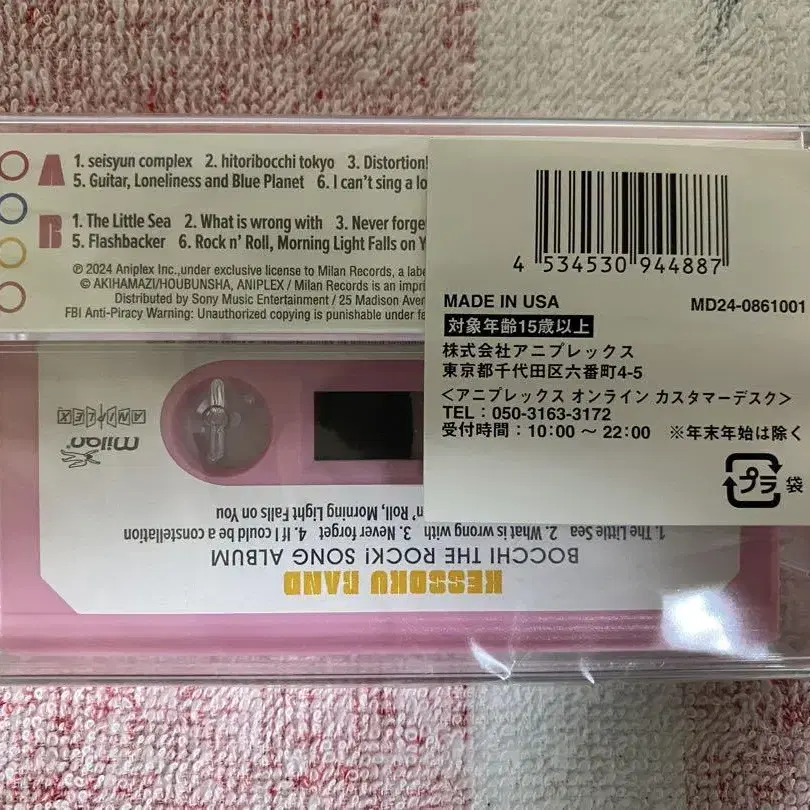 A
1. seisyun complex 2. hitoribocchi tokyo 3. Distortion!
5. Guitar, Loneliness and Blue Planet 6. I can't sing a lo
B
1. The Little Sea 2. What is wrong with 3. Never forge
5. Flashbacker 6. Rock n' Roll, Morning Light Falls on Y
℗ 2024 Aniplex Inc.,under exclusive license to Milan Records, a labe
© AKIHAMAZI/HOUBUNSHA, ANIPLEX / Milan Records is an impri
Distributed by Sony Music Entertainment / 25 Madison Aven
FBI Anti-Piracy Warning: Unauthorized copying is punishable under fe
4 534530 944887
MADE IN USA MD24-0861001
対象年齢15歳以上
株式会社アニプレックス
東京都千代田区六番町4-5
＜アニプレックス オンライン カスタマーデスク＞
TEL：050-3163-3172
受付時間：10:00 ～ 22:00 ※年末年始は除く
プラ 袋
KESSOKU BAND
BOCCHI THE ROCK! SONG ALBUM
1. The Little Sea 2. What is wrong with 3. Never forget 4. If I could be a constellation
n' Roll, Morning Light Falls on You
milan
ANIPLEX